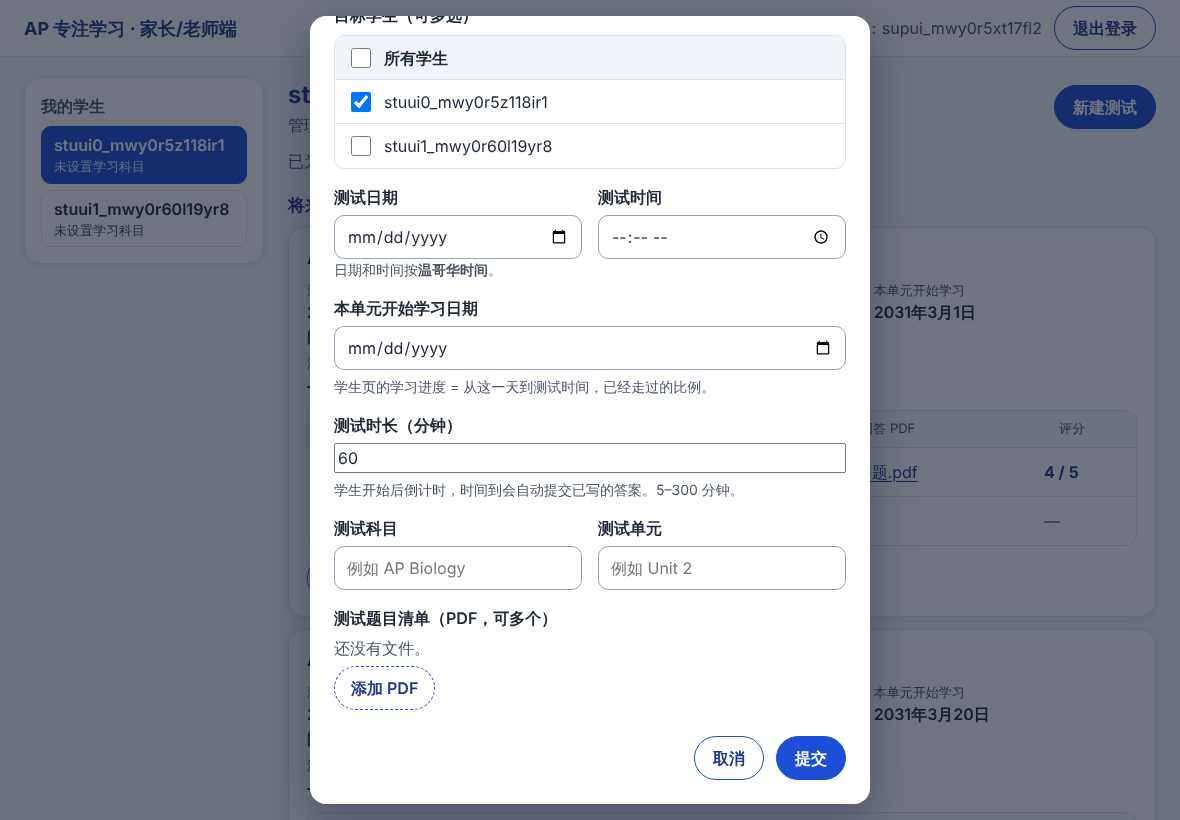 AP 专注学习 · 家长/老师端
: supui_mwy0r5xt17fl2
退出登录
我的学生
stuui0_mwy0r5z118ir1
未设置学习科目
stuui1_mwy0r60l19yr8
未设置学习科目
新建测试
目标学生（可多选）
所有学生
stuui0_mwy0r5z118ir1
stuui1_mwy0r60l19yr8
测试日期
测试时间
mm/dd/yyyy
--:-- --
日期和时间按温哥华时间。
本单元开始学习日期
mm/dd/yyyy
学生页的学习进度 = 从这一天到测试时间，已经走过的比例。
测试时长（分钟）
60
学生开始后倒计时，时间到会自动提交已写的答案。5–300 分钟。
测试科目
测试单元
例如 AP Biology
例如 Unit 2
测试题目清单（PDF，可多个）
还没有文件。
添加 PDF
取消
提交
本单元开始学习
2031年3月1日
答 PDF
评分
题.pdf
4 / 5
—
本单元开始学习
2031年3月20日